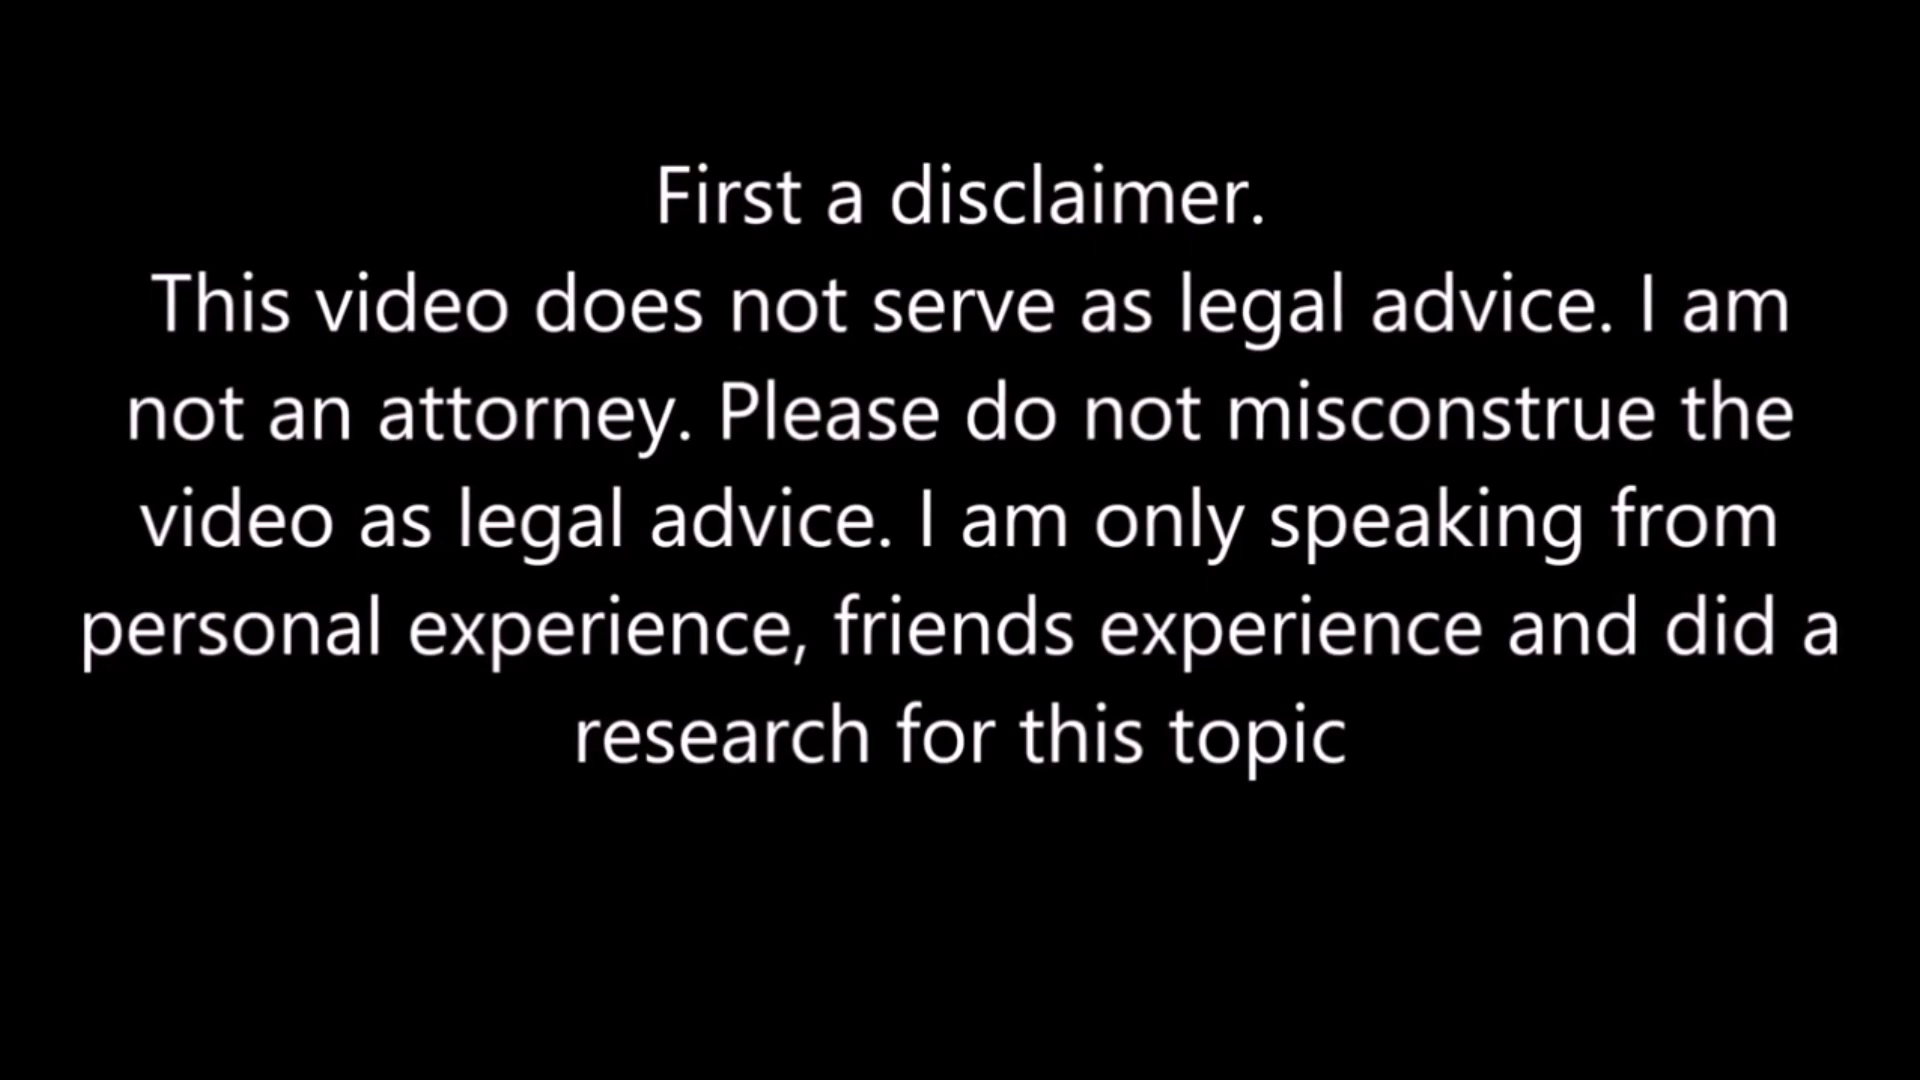 First a disclaimer.
This video does not serve as legal advice. I am
not an attorney. Please do not misconstrue the
video as legal advice. I am only speaking from
personal experience, friends experience and did a
research for this topic